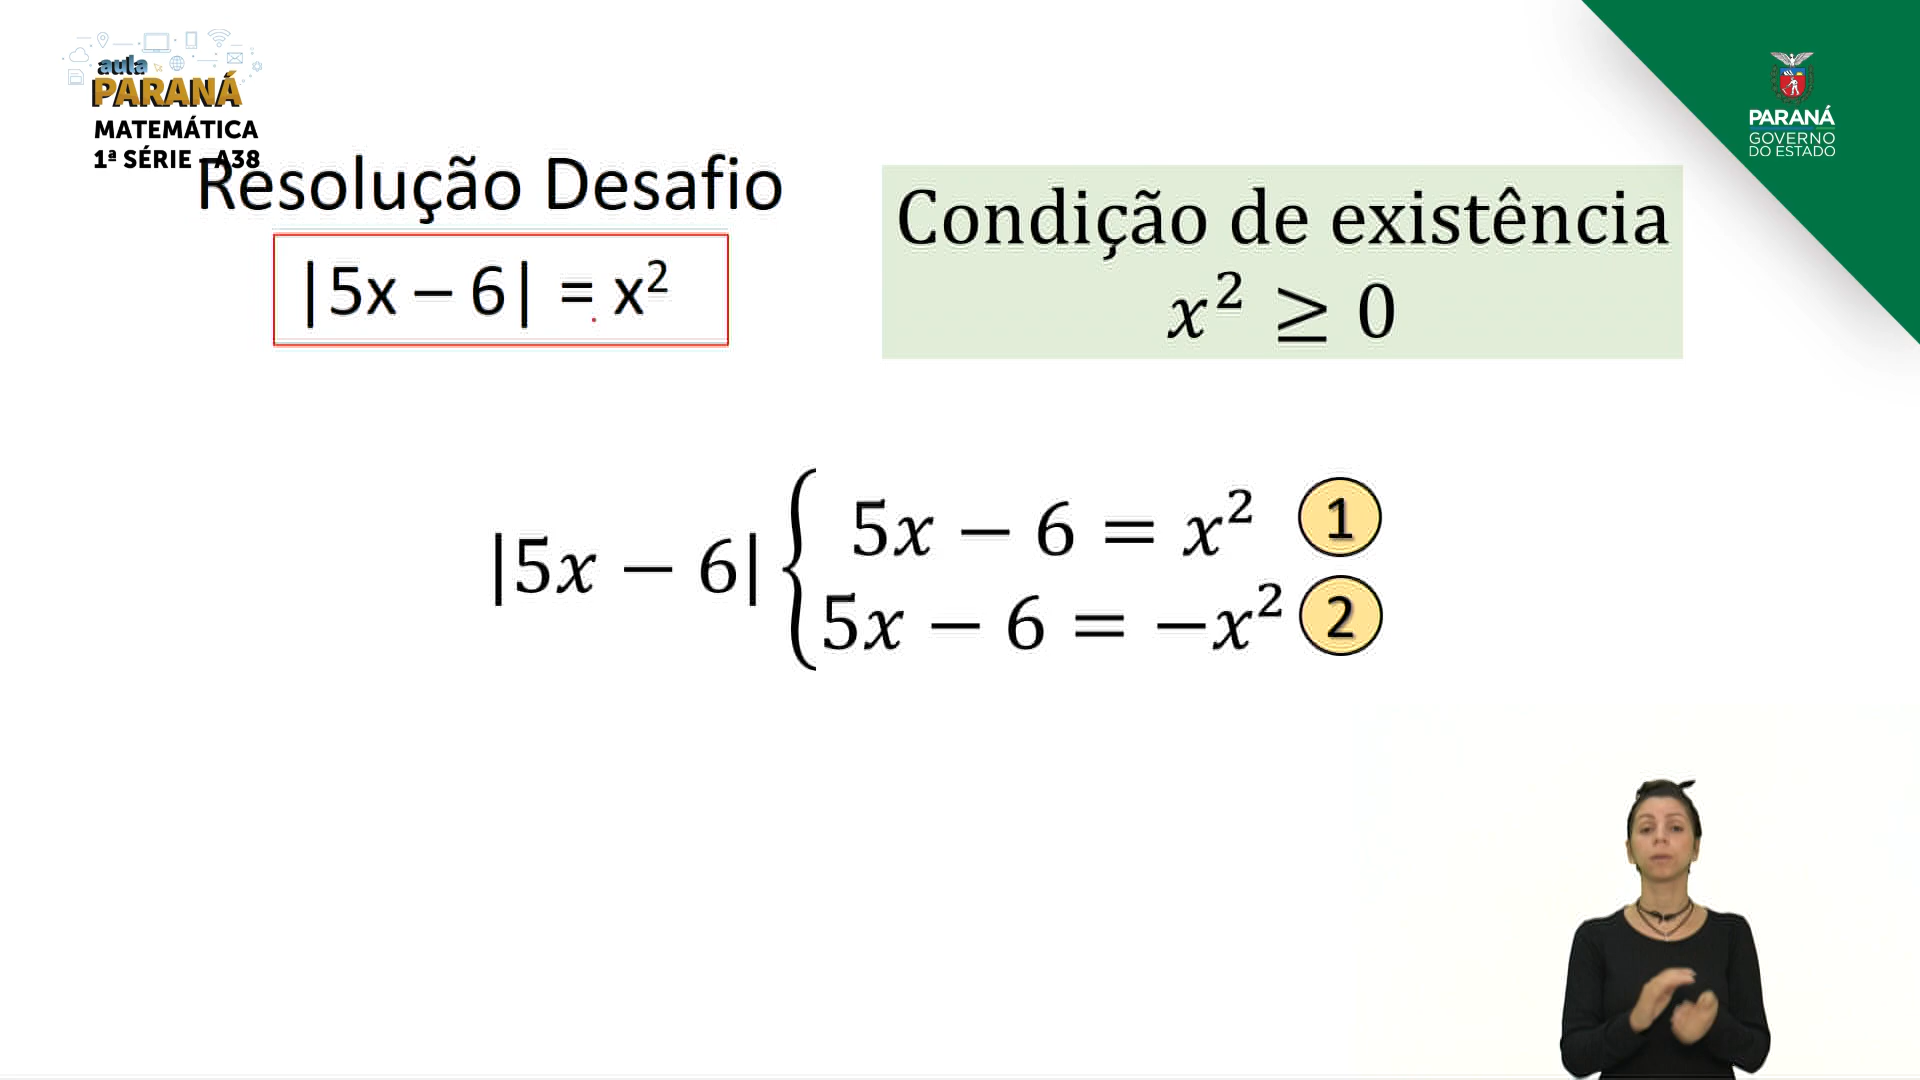 aula
PARANÁ
MATEMÁTICA
1ª SÉRIE - A38
PARANÁ
GOVERNO
DO ESTADO
Resolução Desafio
|5x – 6| = x²
Condição de existência
x² ≥ 0
|5x − 6| { 5x − 6 = x² 1
5x − 6 = −x² 2